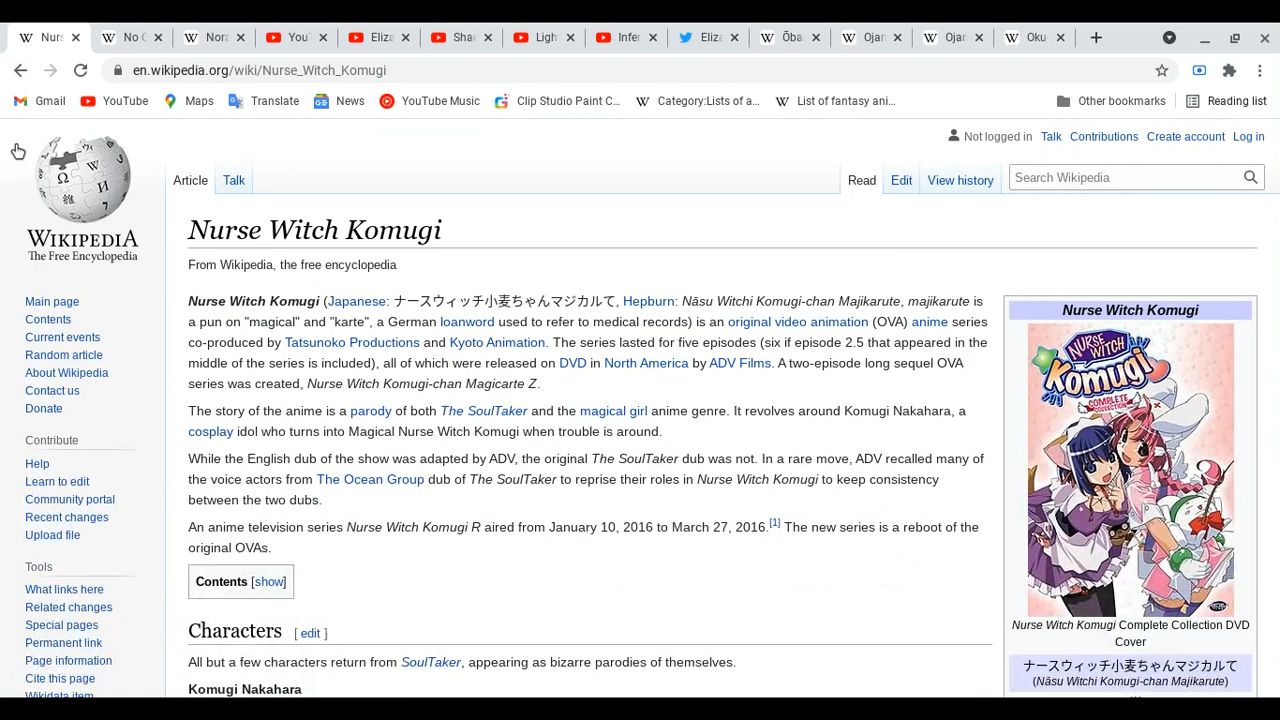 Nurs
No G
Nora
YouT
Eliza
Shad
Ligh
Infer
Eliza
Ōba
Ojan
Ojar
Oku-
en.wikipedia.org/wiki/Nurse_Witch_Komugi
Gmail YouTube Maps Translate News YouTube Music Clip Studio Paint C... Category:Lists of a... List of fantasy ani... Other bookmarks Reading list
Not logged in Talk Contributions Create account Log in
Article Talk Read Edit View history Search Wikipedia
WIKIPEDIA
The Free Encyclopedia
Main page
Contents
Current events
Random article
About Wikipedia
Contact us
Donate
Contribute
Help
Learn to edit
Community portal
Recent changes
Upload file
Tools
What links here
Related changes
Special pages
Permanent link
Page information
Cite this page
Wikidata item
Nurse Witch Komugi
From Wikipedia, the free encyclopedia
Nurse Witch Komugi (Japanese: ナースウィッチ小麦ちゃんマジカルて, Hepburn: Nāsu Witchi Komugi-chan Majikarute, majikarute is
a pun on "magical" and "karte", a German loanword used to refer to medical records) is an original video animation (OVA) anime series
co-produced by Tatsunoko Productions and Kyoto Animation. The series lasted for five episodes (six if episode 2.5 that appeared in the
middle of the series is included), all of which were released on DVD in North America by ADV Films. A two-episode long sequel OVA
series was created, Nurse Witch Komugi-chan Magicarte Z.
The story of the anime is a parody of both The SoulTaker and the magical girl anime genre. It revolves around Komugi Nakahara, a
cosplay idol who turns into Magical Nurse Witch Komugi when trouble is around.
While the English dub of the show was adapted by ADV, the original The SoulTaker dub was not. In a rare move, ADV recalled many of
the voice actors from The Ocean Group dub of The SoulTaker to reprise their roles in Nurse Witch Komugi to keep consistency
between the two dubs.
An anime television series Nurse Witch Komugi R aired from January 10, 2016 to March 27, 2016.[1] The new series is a reboot of the
original OVAs.
Contents [show]
Characters [ edit ]
All but a few characters return from SoulTaker, appearing as bizarre parodies of themselves.
Komugi Nakahara
Nurse Witch Komugi
NURSE
WITCH
Komugi
COMPLETE
COLLECTION
Nurse Witch Komugi Complete Collection DVD
Cover
ナースウィッチ小麦ちゃんマジカルて
(Nāsu Witchi Komugi-chan Majikarute)